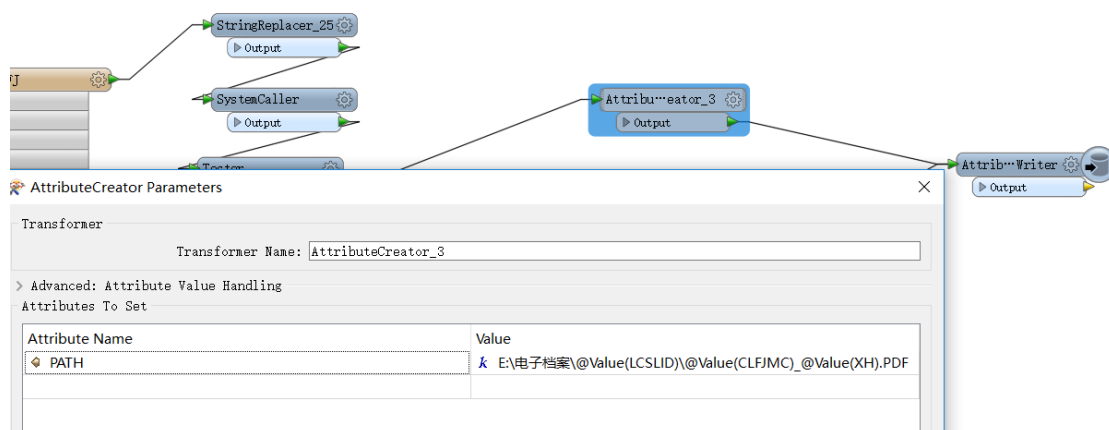 StringReplacer_25
Output
J
SystemCaller
Output
Attribu…eator_3
Output
Tester
Attrib…Writer
Output
AttributeCreator Parameters
Transformer
Transformer Name: AttributeCreator_3
Advanced: Attribute Value Handling
Attributes To Set
Attribute Name Value
PATH E:\电子档案\@Value(LCSLID)\@Value(CLFJMC)_@Value(XH).PDF